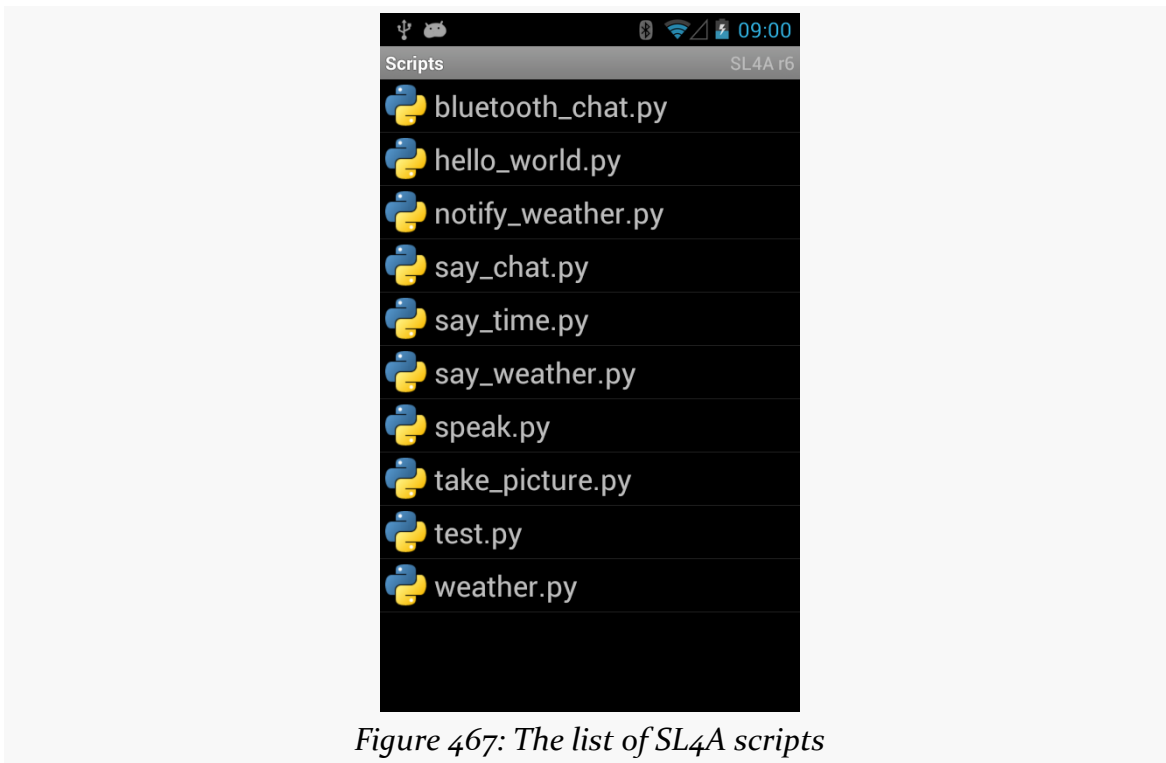 09:00
Scripts SL4A r6
bluetooth_chat.py
hello_world.py
notify_weather.py
say_chat.py
say_time.py
say_weather.py
speak.py
take_picture.py
test.py
weather.py
Figure 467: The list of SL4A scripts